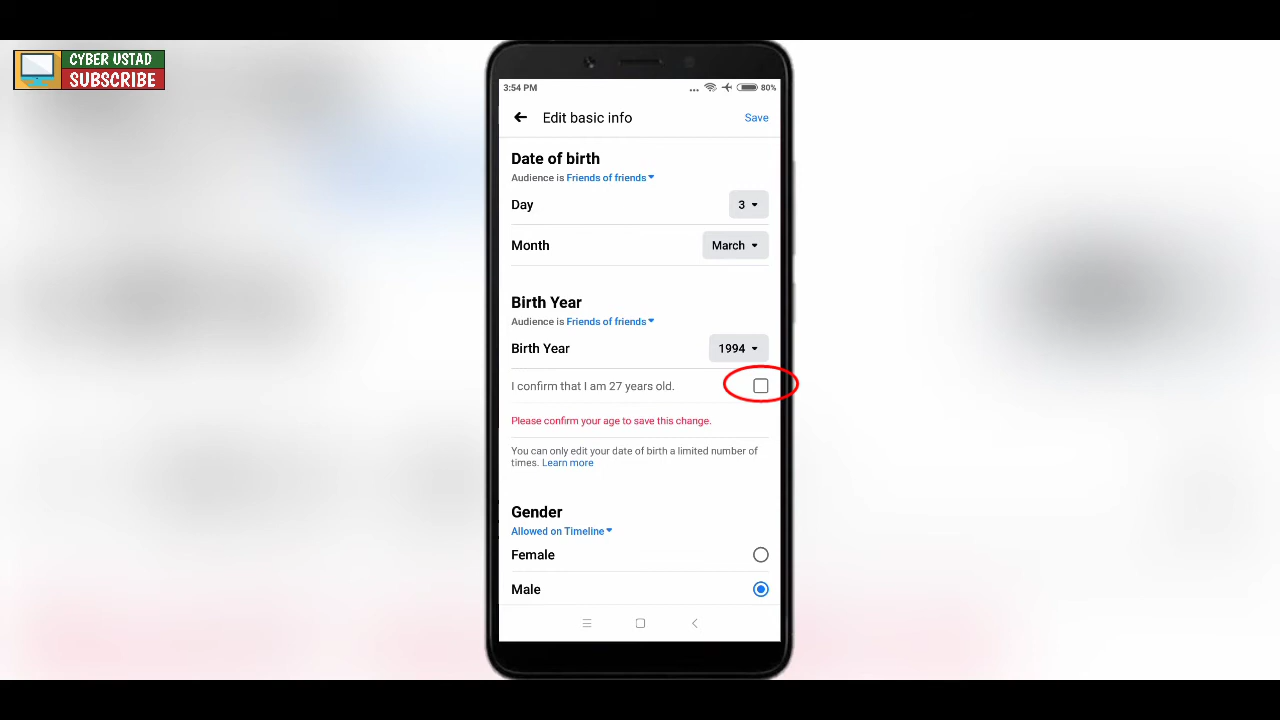 CYBER USTAD
SUBSCRIBE
3:54 PM
80%
Edit basic info
Save
Date of birth
Audience is Friends of friends
Day
3
Month
March
Birth Year
Audience is Friends of friends
Birth Year
1994
I confirm that I am 27 years old.
Please confirm your age to save this change.
You can only edit your date of birth a limited number of
times. Learn more
Gender
Allowed on Timeline
Female
Male